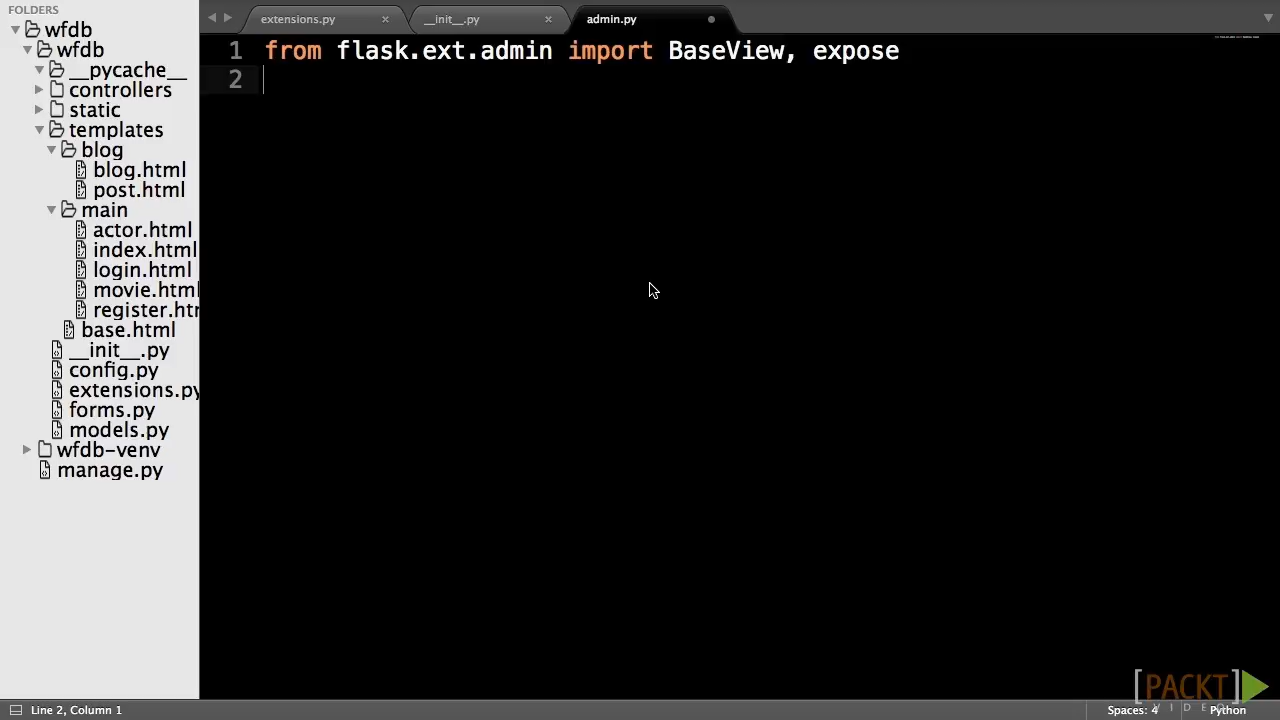 FOLDERS
wfdb
wfdb
__pycache__
controllers
static
templates
blog
blog.html
post.html
main
actor.html
index.html
login.html
movie.html
register.htm
base.html
__init__.py
config.py
extensions.py
forms.py
models.py
wfdb-venv
manage.py
extensions.py
__init__.py
admin.py
1 from flask.ext.admin import BaseView, expose
2
[PACKT]
VIDEO
Line 2, Column 1
Spaces: 4
Python